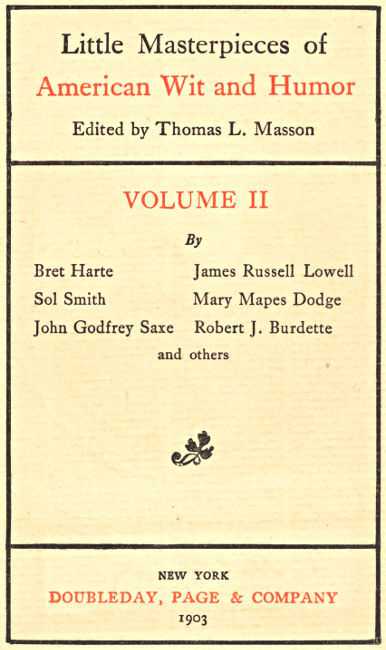 Little Masterpieces of
American Wit and Humor
Edited by Thomas L. Masson
VOLUME II
By
Bret Harte James Russell Lowell
Sol Smith Mary Mapes Dodge
John Godfrey Saxe Robert J. Burdette
and others
NEW YORK
DOUBLEDAY, PAGE & COMPANY
1903